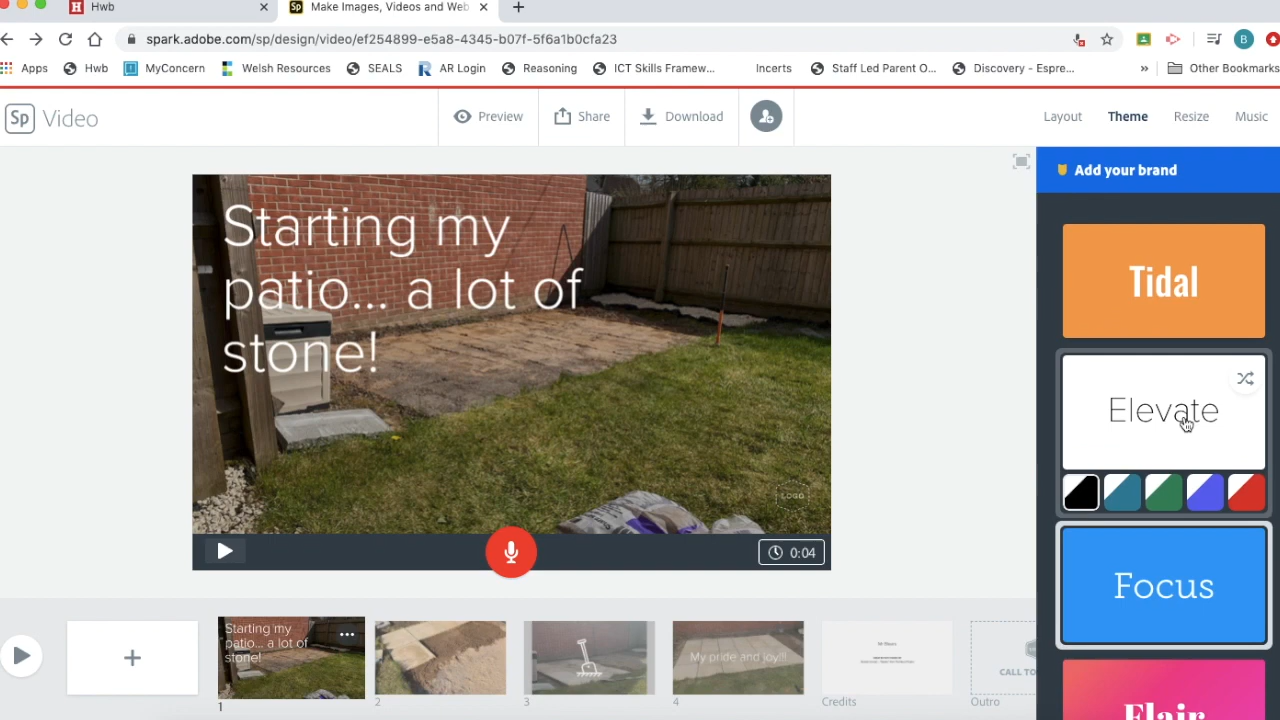 Hwb
Sp Make Images, Videos and Web
spark.adobe.com/sp/design/video/ef254899-e5a8-4345-b07f-5f6a1b0cfa23
B
Apps Hwb MyConcern Welsh Resources SEALS AR Login Reasoning ICT Skills Framew... Incerts Staff Led Parent O... Discovery - Espre... » Other Bookmarks
Sp Video Preview Share Download Layout Theme Resize Music
Add your brand
Starting my
patio... a lot of
stone!
LOGO
0:04
Tidal
Elevate
Focus
Flair
Starting my
patio... a lot of
stone!
My pride and joy!!!
CALL TO
1 2 3 4 Credits Outro